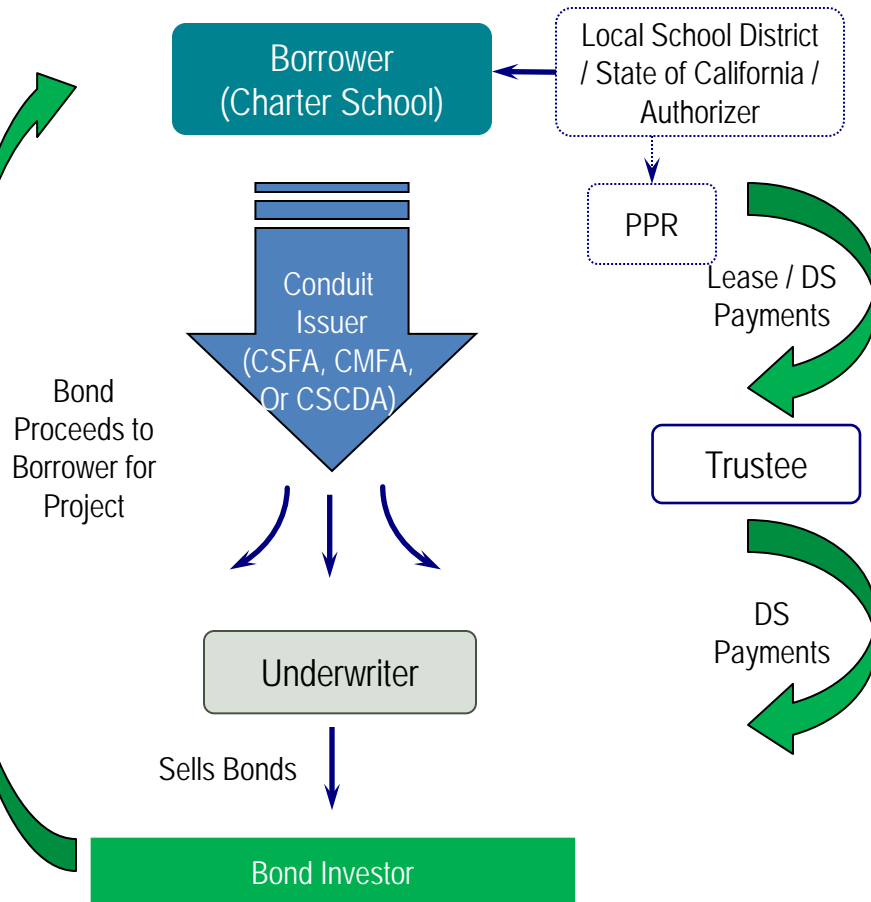 Borrower
(Charter School)
Local School District
/ State of California /
Authorizer
PPR
Lease / DS
Payments
Conduit
Issuer
(CSFA, CMFA,
Or CSCDA)
Bond
Proceeds to
Borrower for
Project
Trustee
DS
Payments
Underwriter
Sells Bonds
Bond Investor